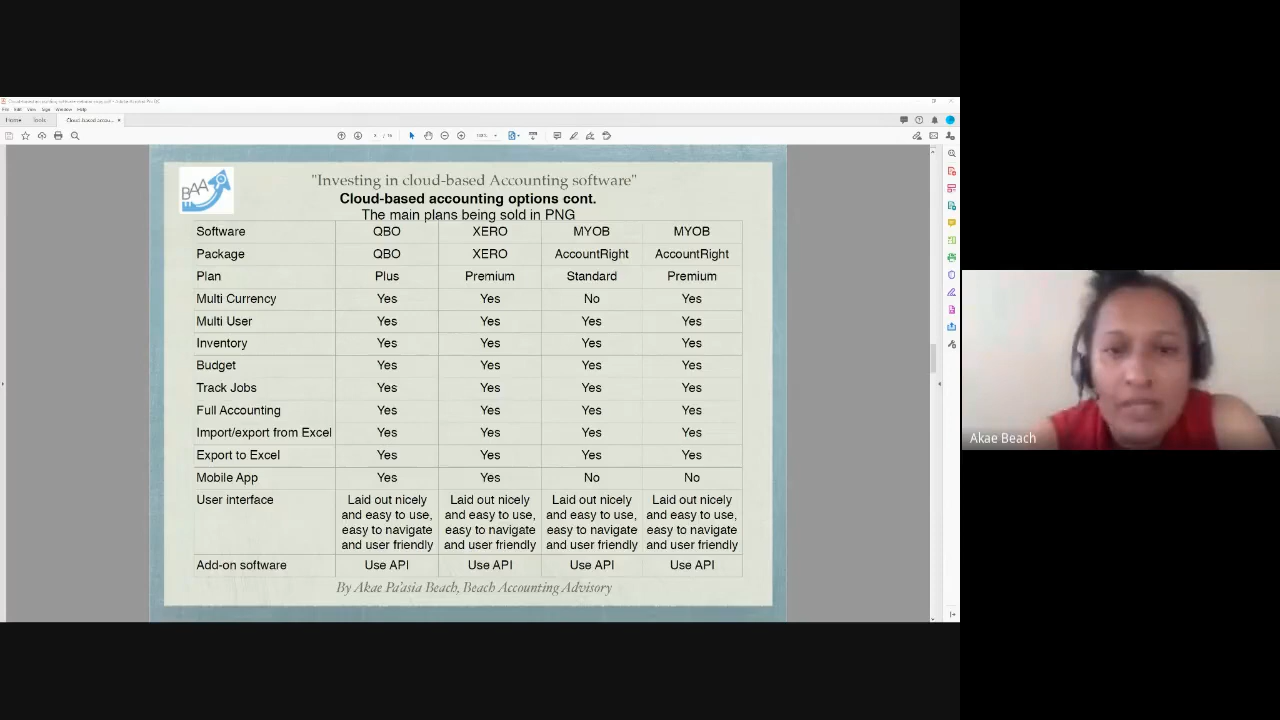 Home Tools Cloud-based accou... ×
BAA
"Investing in cloud-based Accounting software"
Cloud-based accounting options cont.
The main plans being sold in PNG
Software QBO XERO MYOB MYOB
Package QBO XERO AccountRight AccountRight
Plan Plus Premium Standard Premium
Multi Currency Yes Yes No Yes
Multi User Yes Yes Yes Yes
Inventory Yes Yes Yes Yes
Budget Yes Yes Yes Yes
Track Jobs Yes Yes Yes Yes
Full Accounting Yes Yes Yes Yes
Import/export from Excel Yes Yes Yes Yes
Export to Excel Yes Yes Yes Yes
Mobile App Yes Yes No No
User interface Laid out nicely Laid out nicely Laid out nicely Laid out nicely
and easy to use, and easy to use, and easy to use, and easy to use,
easy to navigate easy to navigate easy to navigate easy to navigate
and user friendly and user friendly and user friendly and user friendly
Add-on software Use API Use API Use API Use API
By Akae Pa'asia Beach, Beach Accounting Advisory
Akae Beach